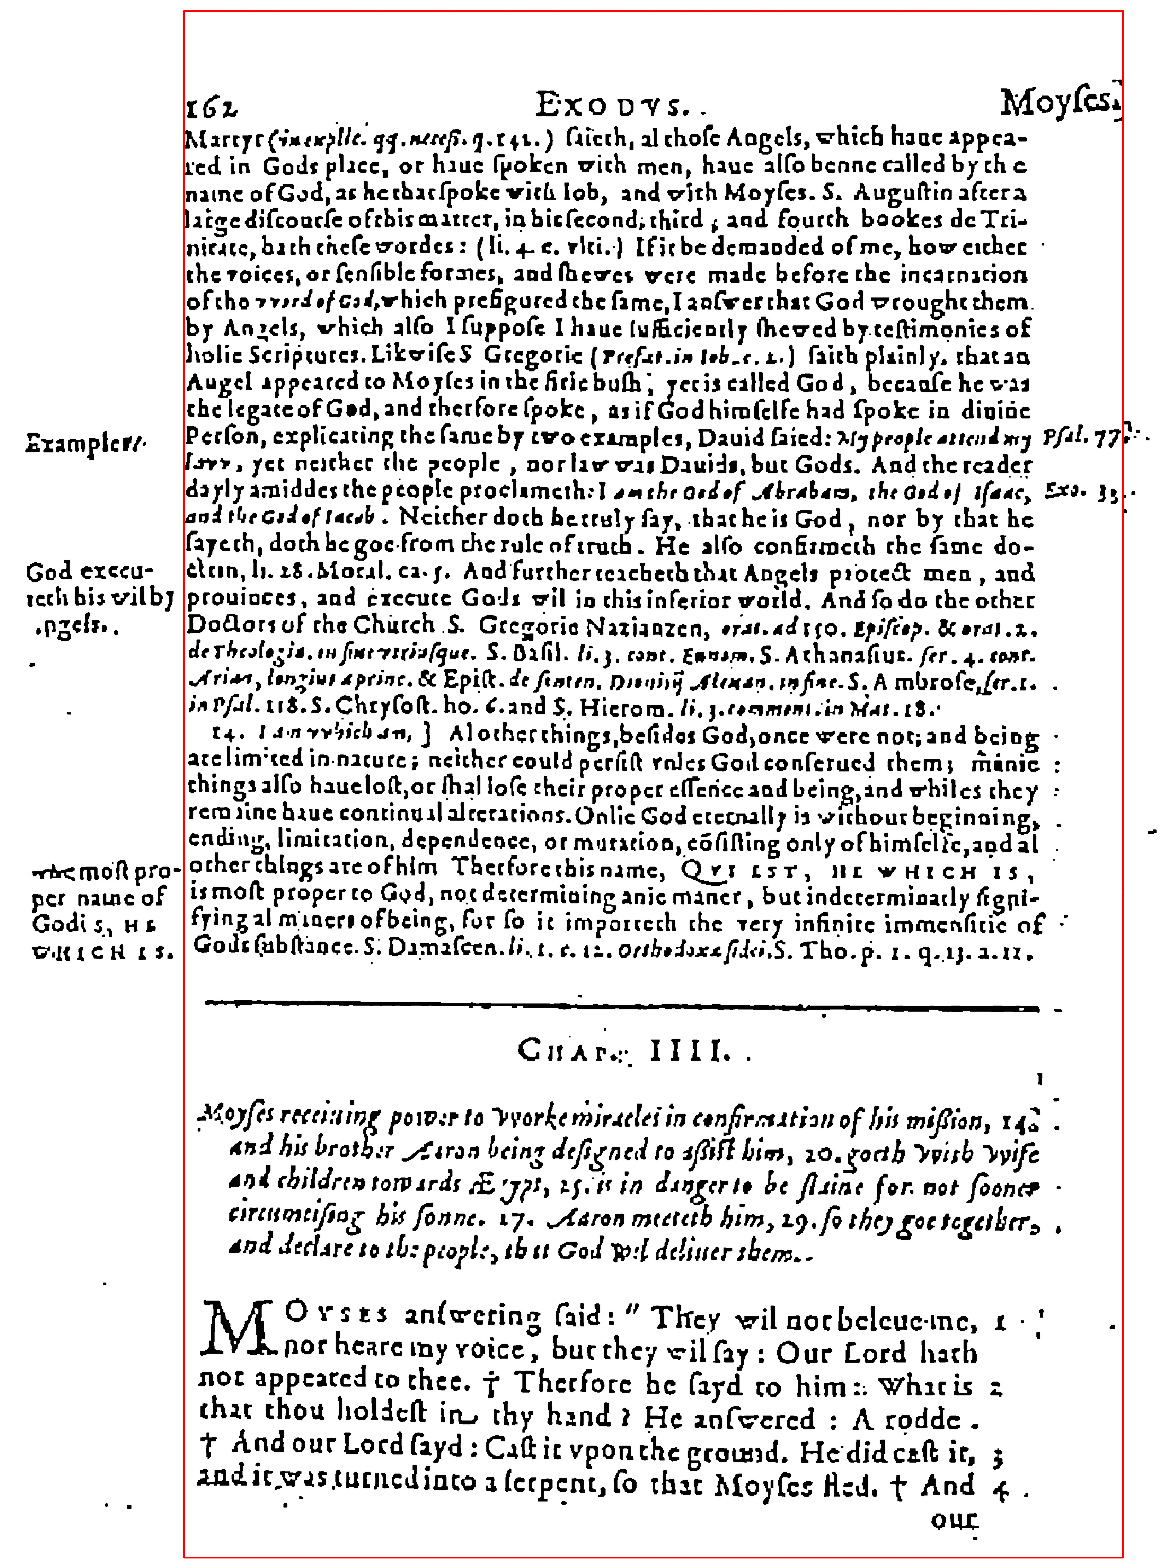 162 EXODVS. Moyſes.
Martyr (in explic. qq. neceſſ. q. 142.) ſaieth, al thoſe Angels, which haue appea-
red in Gods place, or haue ſpoken with men, haue alſo benne called by the
name of God, as he that ſpoke with Iob, and with Moyſes. S. Auguſtin after a
large diſcourſe of this matter, in his ſecond, third, and fourth bookes de Tri-
nitate, hath theſe wordes: (li. 4. c. vlti.) If it be demanded of me, how either
the voices, or ſenſible formes, and ſhewes were made before the incarnation
of the vvord of God, which prefigured the ſame, I anſwer that God wrought them
by Angels, which alſo I ſuppoſe I haue ſufficiently ſhewed by teſtimonies of
holie Scriptures. Likwiſe S Gregorie (Prefat. in Iob. c. 1.) ſaith plainly, that an
Angel appeared to Moyſes in the firie buſh, yet is called God, becauſe he was
the legate of God, and therfore ſpoke, as if God himſelfe had ſpoke in diuine
Examples.
Perſon, explicating the ſame by two examples, Dauid ſaied: My people attend my
Pſal. 77.
lavv, yet neither the people, nor law was Dauids, but Gods. And the reader
dayly amiddes the people proclameth: I am the God of Abraham, the God of Iſaac,
Exo. 33.
and the God of Iacob. Neither doth he truly ſay, that he is God, nor by that he
ſayeth, doth he goe from the rule of truth. He alſo confirmeth the ſame do-
God execu-
teth his wil by
Angels.
ctrin, li. 28. Moral. ca. 5. And further teacheth that Angels protect men, and
prouinces, and execute Gods wil in this inferior world. And ſo do the other
Doctors of the Church S. Gregorie Nazianzen, orat. ad 150. Epiſcop. & orat. 2.
de Theologia. in fine vtriuſque. S. Baſil. li. 3. cont. Eunom. S. Athanaſius. ſer. 4. cont.
Arian, longius a princ. & Epiſt. de ſenten. Dioniſij Alexan. in fine. S. Ambroſe, ſer. 1.
in Pſal. 118. S. Chryſoſt. ho. 6. and S. Hierom. li. 3. comment. in Mat. 18.
14. I am vvhich am, ] Al other things, beſides God, once were not; and being
are limited in nature; neither could perſiſt vnles God conſerued them; manie
things alſo haue loſt, or ſhal loſe their proper eſſence and being, and whiles they
remaine haue continual alterations. Onlie God eternally is without beginning,
ending, limitation, dependence, or mutation, cõſiſting only of himſelfe, and al
The moſt pro-
per name of
God is, HE
WHICH IS.
other things are of him Therfore this name, QVI EST, HE WHICH IS,
is moſt proper to God, not determining anie maner, but indeterminatly ſigni-
fying al maners of being, for ſo it importeth the very infinite immenſitie of
Gods ſubſtance. S. Damaſcen. li. 1. c. 12. Orthodoxæ fidei. S. Tho. p. 1. q. 13. a. 11.
CHAP. IIII.
Moyſes receiuing power to vvorke miracles in confirmation of his miſſion, 14.
and his brother Aaron being deſigned to aſſiſt him, 20. goeth vvith vviſe
and children towards Ægypt, 25. is in danger to be ſlaine for not ſooner
circumciſing his ſonne. 27. Aaron meeteth him, 29. ſo they goe together,
and declare to the people, that God wil deliuer them.
MOYSES anſwering ſaid: " They wil not beleue me, 1
nor heare my voice, but they wil ſay: Our Lord hath
not appeared to thee. † Therfore he ſayd to him: What is 2
that thou holdeſt in thy hand? He anſwered: A rodde.
† And our Lord ſayd: Caſt it vpon the ground. He did caſt it, 3
and it was turned into a ſerpent, ſo that Moyſes fled. † And 4
our